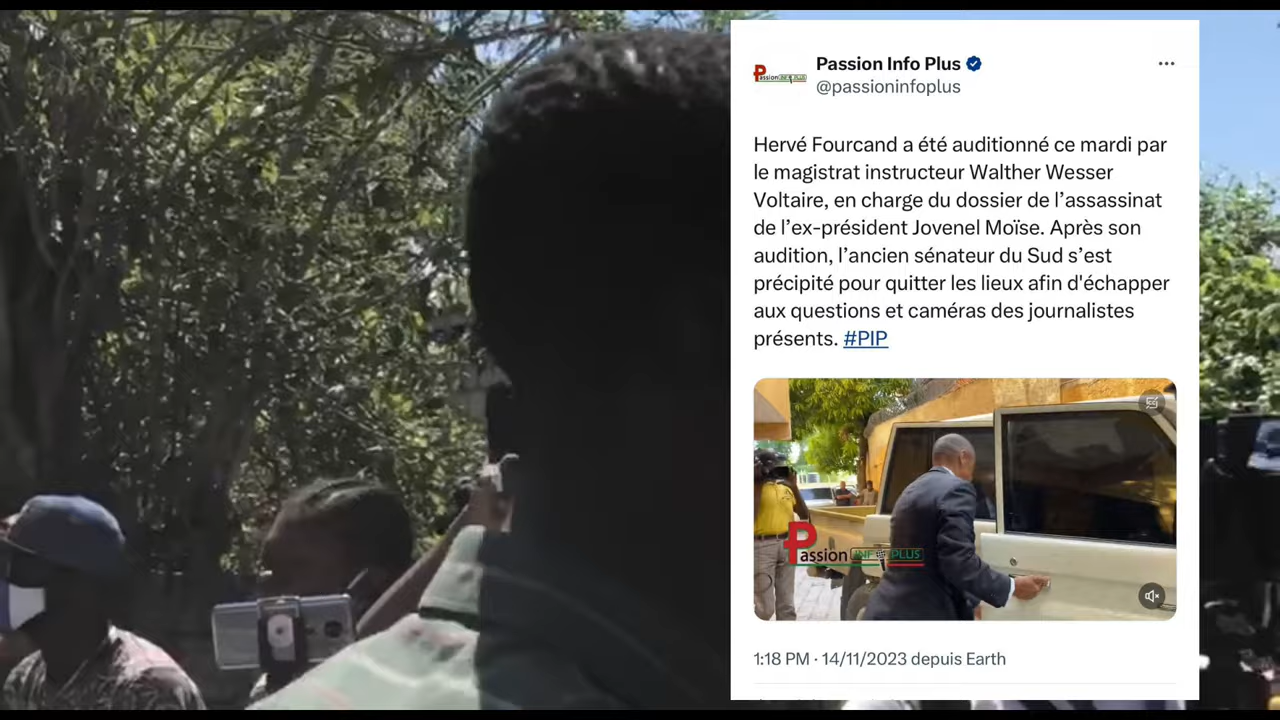 Passion Info Plus
@passioninfoplus
Hervé Fourcand a été auditionné ce mardi par
le magistrat instructeur Walther Wesser
Voltaire, en charge du dossier de l’assassinat
de l’ex-président Jovenel Moïse. Après son
audition, l’ancien sénateur du Sud s’est
précipité pour quitter les lieux afin d'échapper
aux questions et caméras des journalistes
présents. #PIP
Passion INFO PLUS
1:18 PM · 14/11/2023 depuis Earth